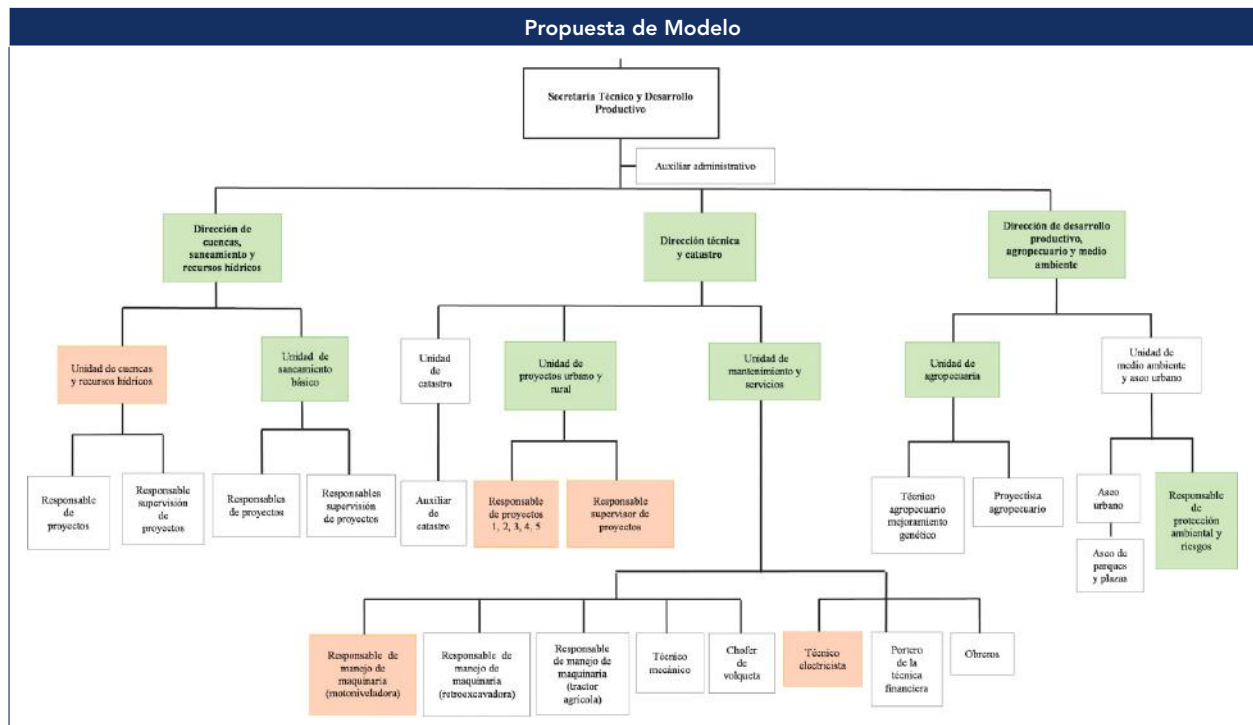 Propuesta de Modelo
Secretaría Técnico y Desarrollo
Productivo
Auxiliar administrativo
Dirección de
cuencas,
saneamiento y
recursos hídricos
Dirección técnica
y catastro
Dirección de desarrollo
productivo,
agropecuario y medio
ambiente
Unidad de cuencas
y recursos hídricos
Unidad de
saneamiento
básico
Unidad
de
catastro
Unidad de
proyectos urbano y
rural
Unidad de
mantenimiento y
servicios
Unidad de
agropecuaria
Unidad de
medio ambiente
y aseo urbano
Responsable
de
proyectos
Responsable
supervisión
de
proyectos
Responsables
de proyectos
Responsables
supervisión
de proyectos
Auxiliar
de
catastro
Responsable
de proyectos
1, 2, 3, 4, 5
Responsable
supervisor de
proyectos
Técnico
agropecuario
mejoramiento
genético
Proyectista
agropecuario
Aseo
urbano
Aseo de
parques
y plazas
Responsable
de
protección
ambiental y
riesgos
Responsable de
manejo de
maquinaria
(motoniveladora)
Responsable de
manejo de
maquinaria
(retroexcavadora)
Responsable
de manejo de
maquinaria
(tractor
agrícola)
Técnico
mecánico
Chofer
de
volqueta
Técnico
electricista
Portero
de la
técnica
financiera
Obreros